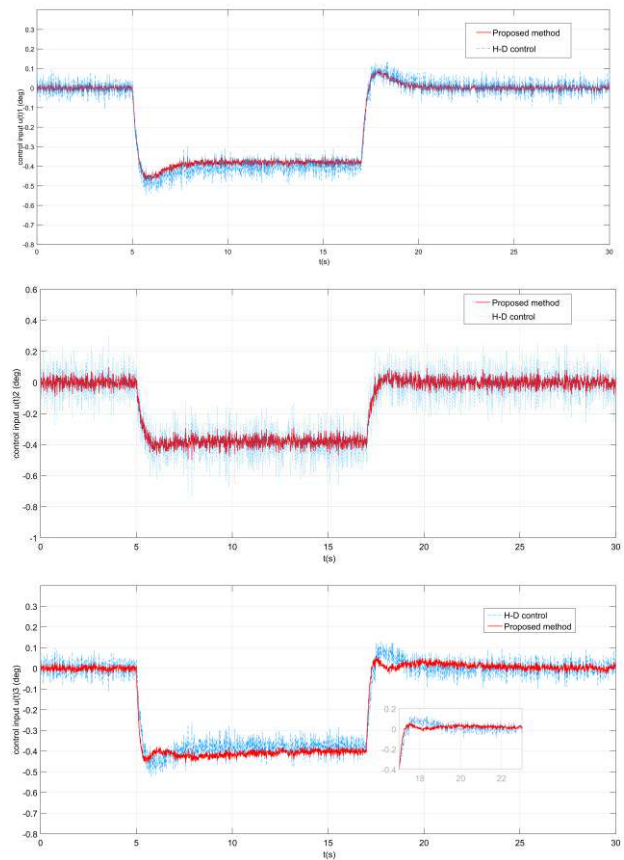 0.3
0.2
0.1
0
-0.1
-0.2
-0.3
-0.4
-0.5
-0.6
-0.7
-0.8
control input u(t)1 (deg)
Proposed method
H-D control
0 5 10 15 20 25 30
t(s)
0.6
0.4
0.2
0
-0.2
-0.4
-0.6
-0.8
-1
control input u(t)2 (deg)
Proposed method
H-D control
0 5 10 15 20 25 30
t(s)
0.4
0.3
0.2
0.1
0
-0.1
-0.2
-0.3
-0.4
-0.5
-0.6
-0.7
-0.8
control input u(t)3 (deg)
H-D control
Proposed method
0.2
0
-0.2
-0.4
18 20 22
0 5 10 15 20 25 30
t(s)